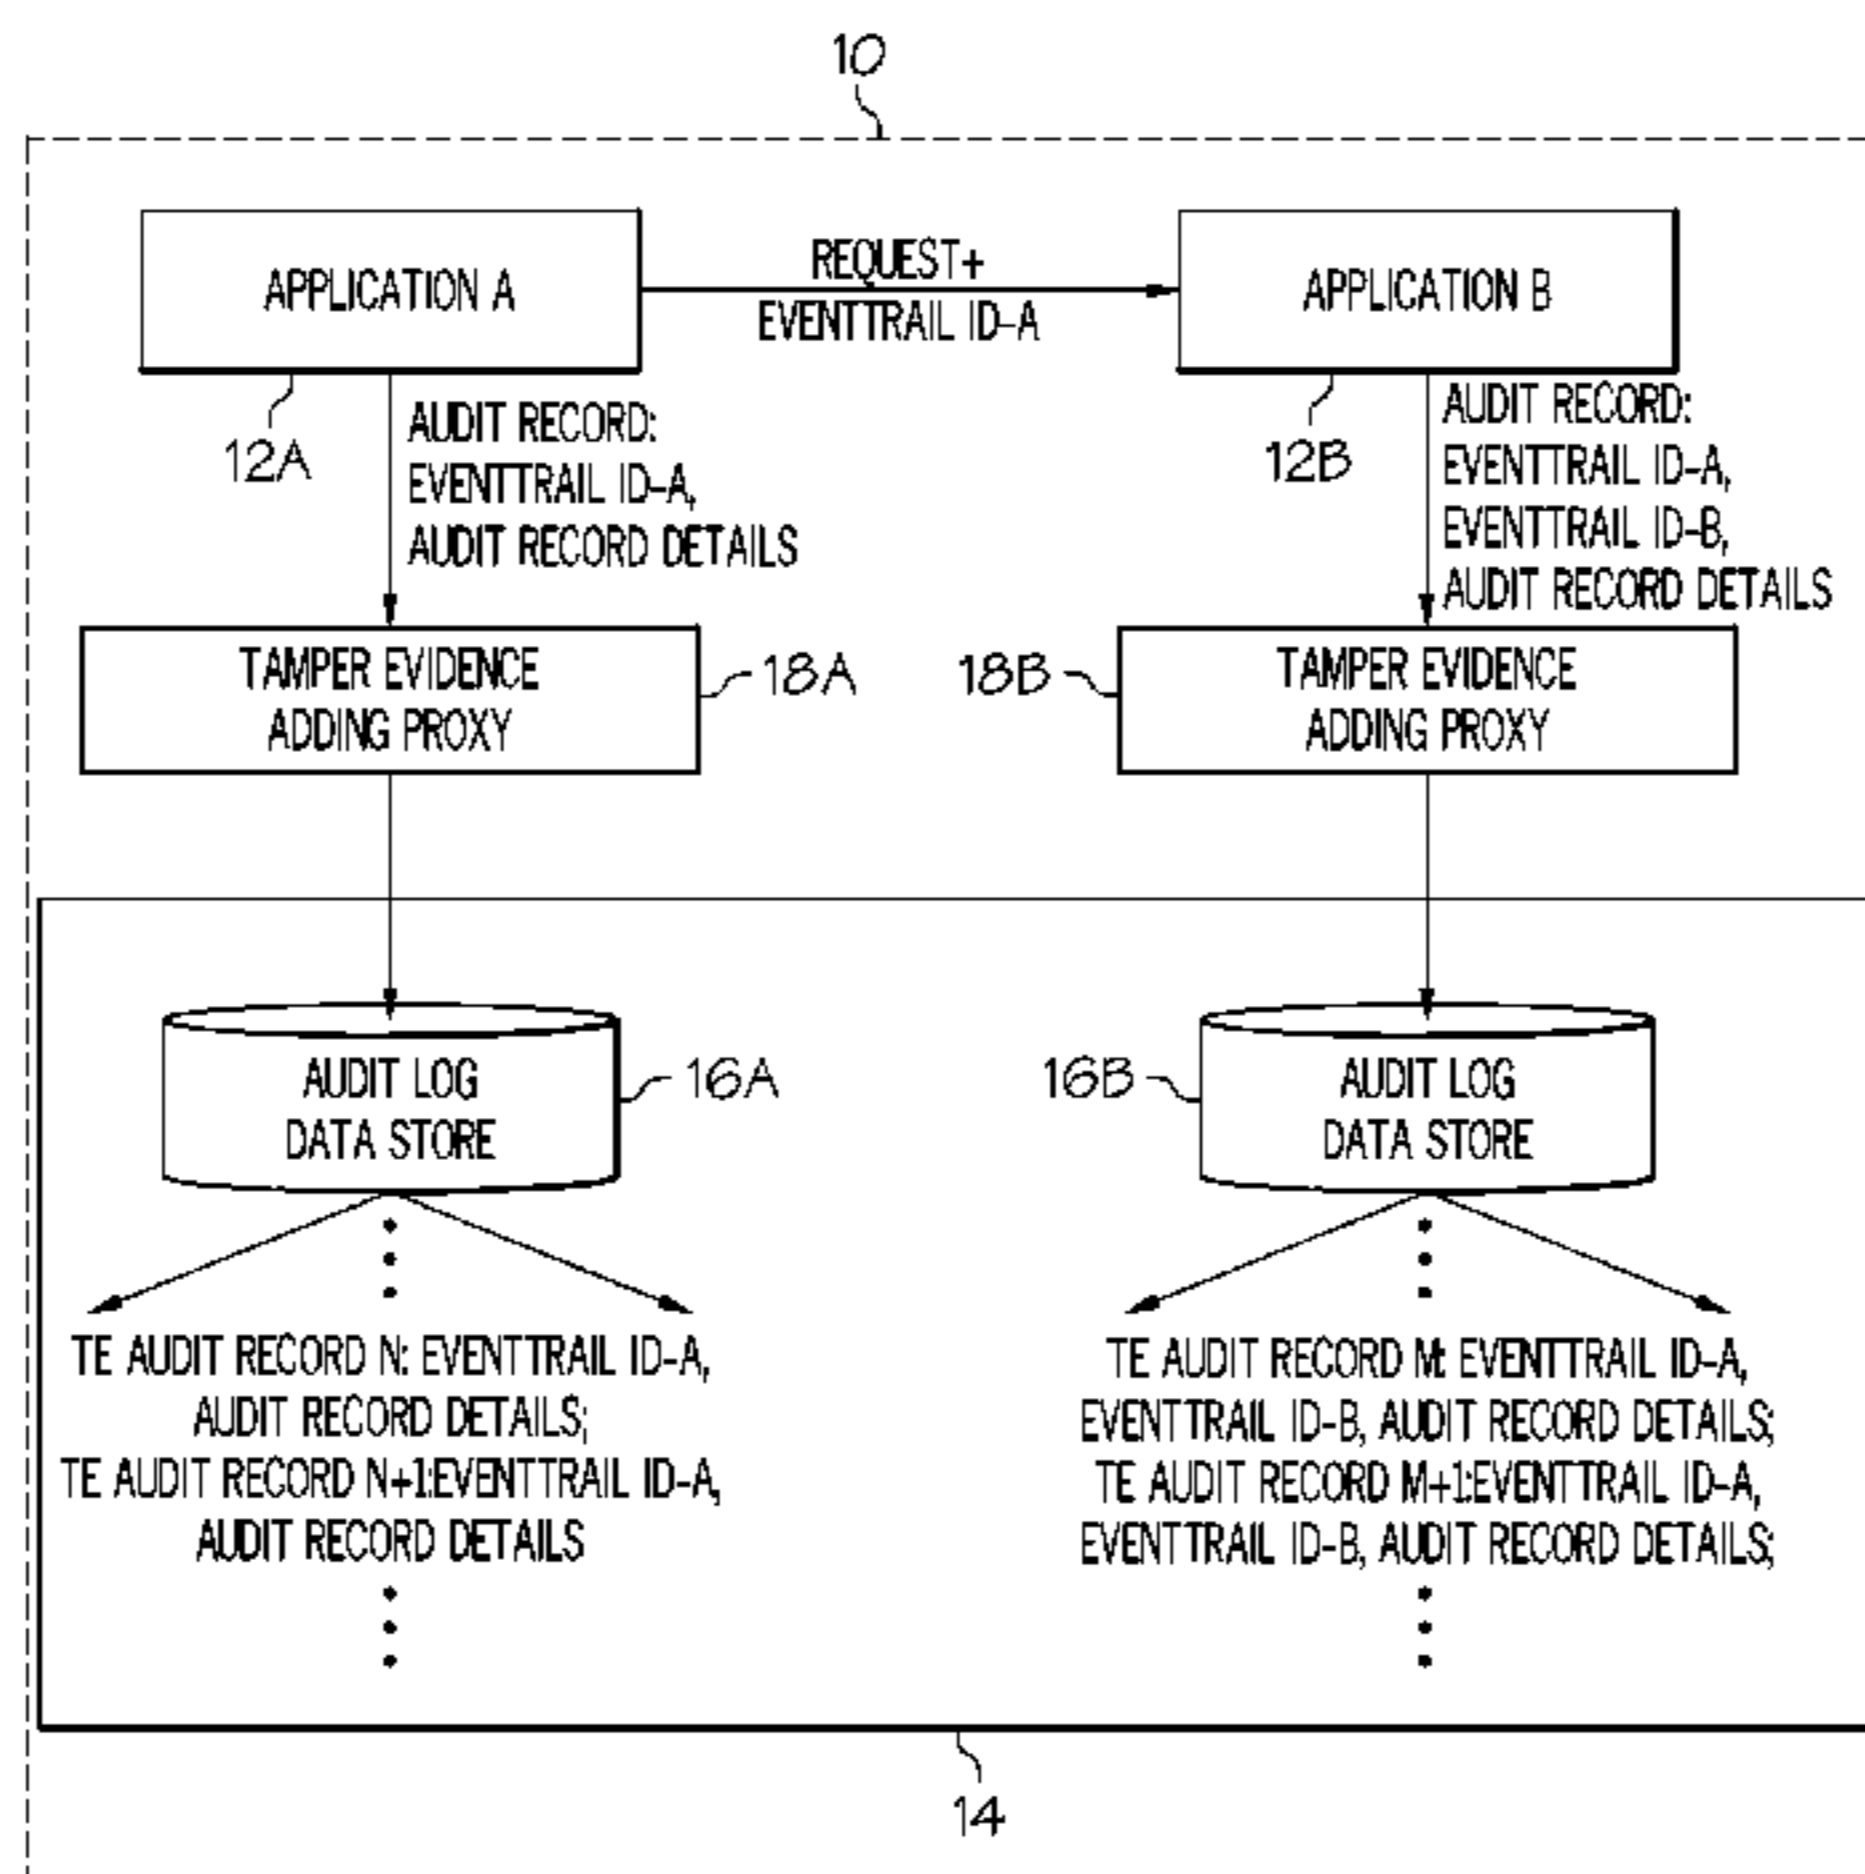 10
APPLICATION A
REQUEST+
EVENTTRAIL ID-A
APPLICATION B
12A
AUDIT RECORD:
EVENTTRAIL ID-A,
AUDIT RECORD DETAILS
12B
AUDIT RECORD:
EVENTTRAIL ID-A,
EVENTTRAIL ID-B,
AUDIT RECORD DETAILS
TAMPER EVIDENCE
ADDING PROXY
18A
18B
TAMPER EVIDENCE
ADDING PROXY
AUDIT LOG
DATA STORE
16A
16B
AUDIT LOG
DATA STORE
TE AUDIT RECORD N: EVENTTRAIL ID-A,
AUDIT RECORD DETAILS;
TE AUDIT RECORD N+1:EVENTTRAIL ID-A,
AUDIT RECORD DETAILS
TE AUDIT RECORD M: EVENTTRAIL ID-A,
EVENTTRAIL ID-B, AUDIT RECORD DETAILS;
TE AUDIT RECORD M+1:EVENTTRAIL ID-A,
EVENTTRAIL ID-B, AUDIT RECORD DETAILS;
14